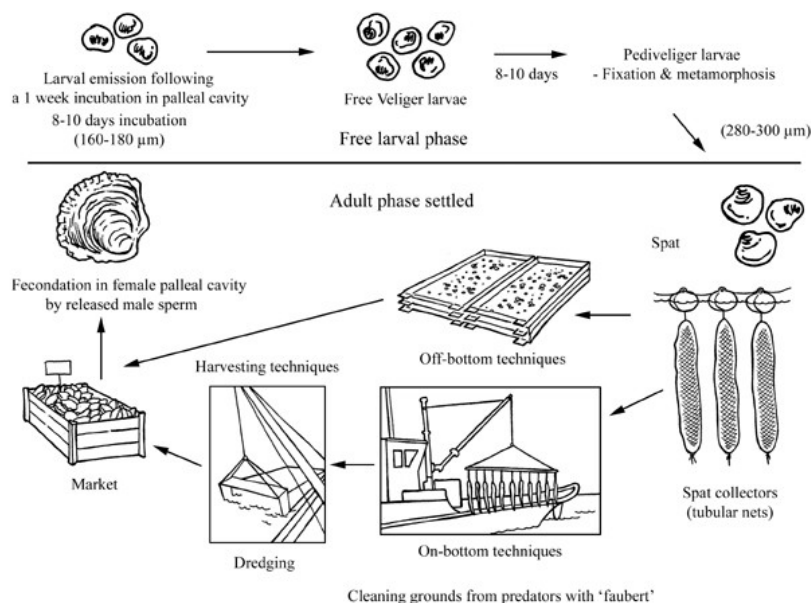 Larval emission following
a 1 week incubation in palleal cavity
8-10 days incubation
(160-180 µm)
Free Veliger larvae
8-10 days
Pediveliger larvae
- Fixation & metamorphosis
(280-300 µm)
Free larval phase
Adult phase settled
Spat
Fecondation in female palleal cavity
by released male sperm
Off-bottom techniques
Harvesting techniques
Market
Dredging
On-bottom techniques
Spat collectors
(tubular nets)
Cleaning grounds from predators with ‘faubert’